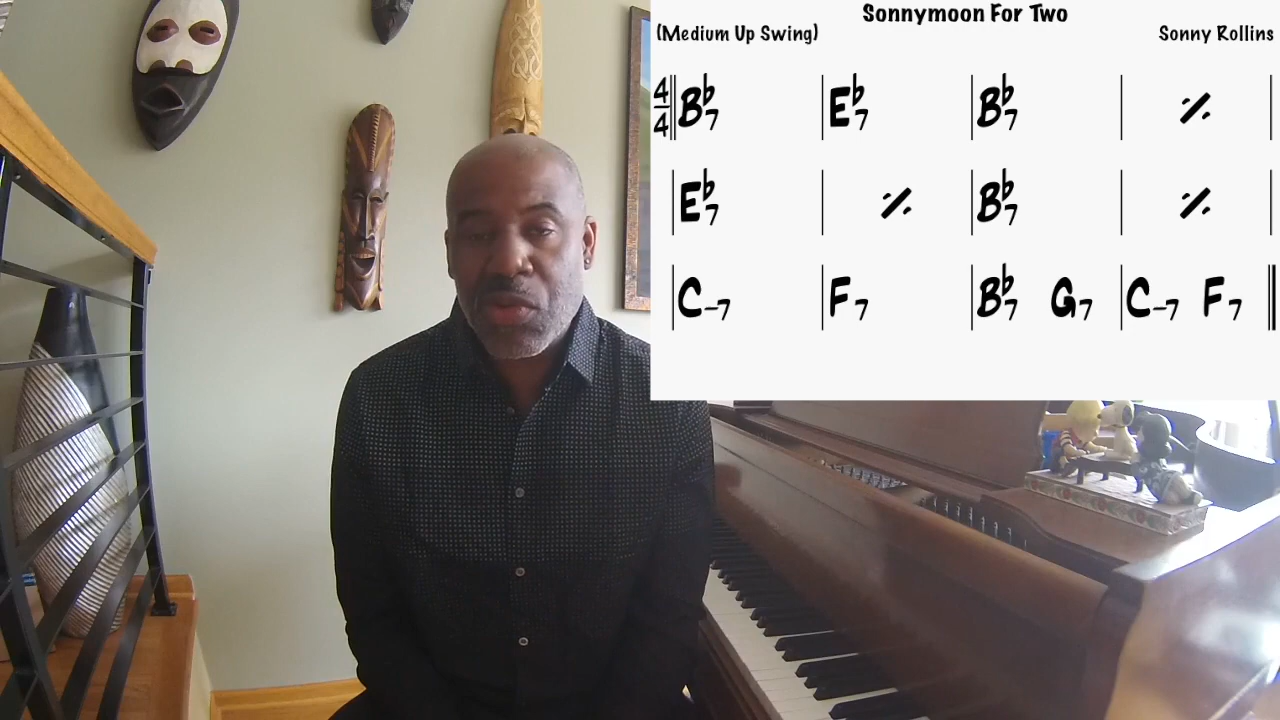 Sonnymoon For Two
(Medium Up Swing) Sonny Rollins
4/4 B♭7 E♭7 B♭7 𝄎
E♭7 𝄎 B♭7 𝄎
C-7 F7 B♭7 G7 C-7 F7